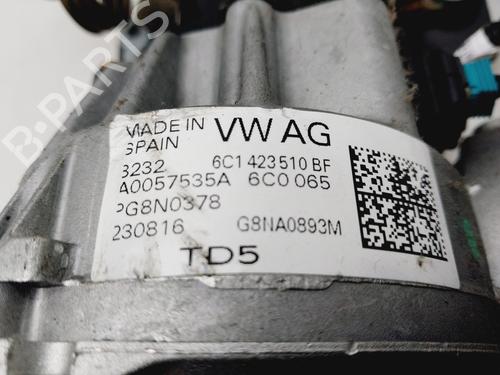 MADE IN VW AG
SPAIN
3232 6C1 423 510 BF
A0057535A 6C0 065
PG8N0378
230816 G8NA0893M
TD5
B-PARTS